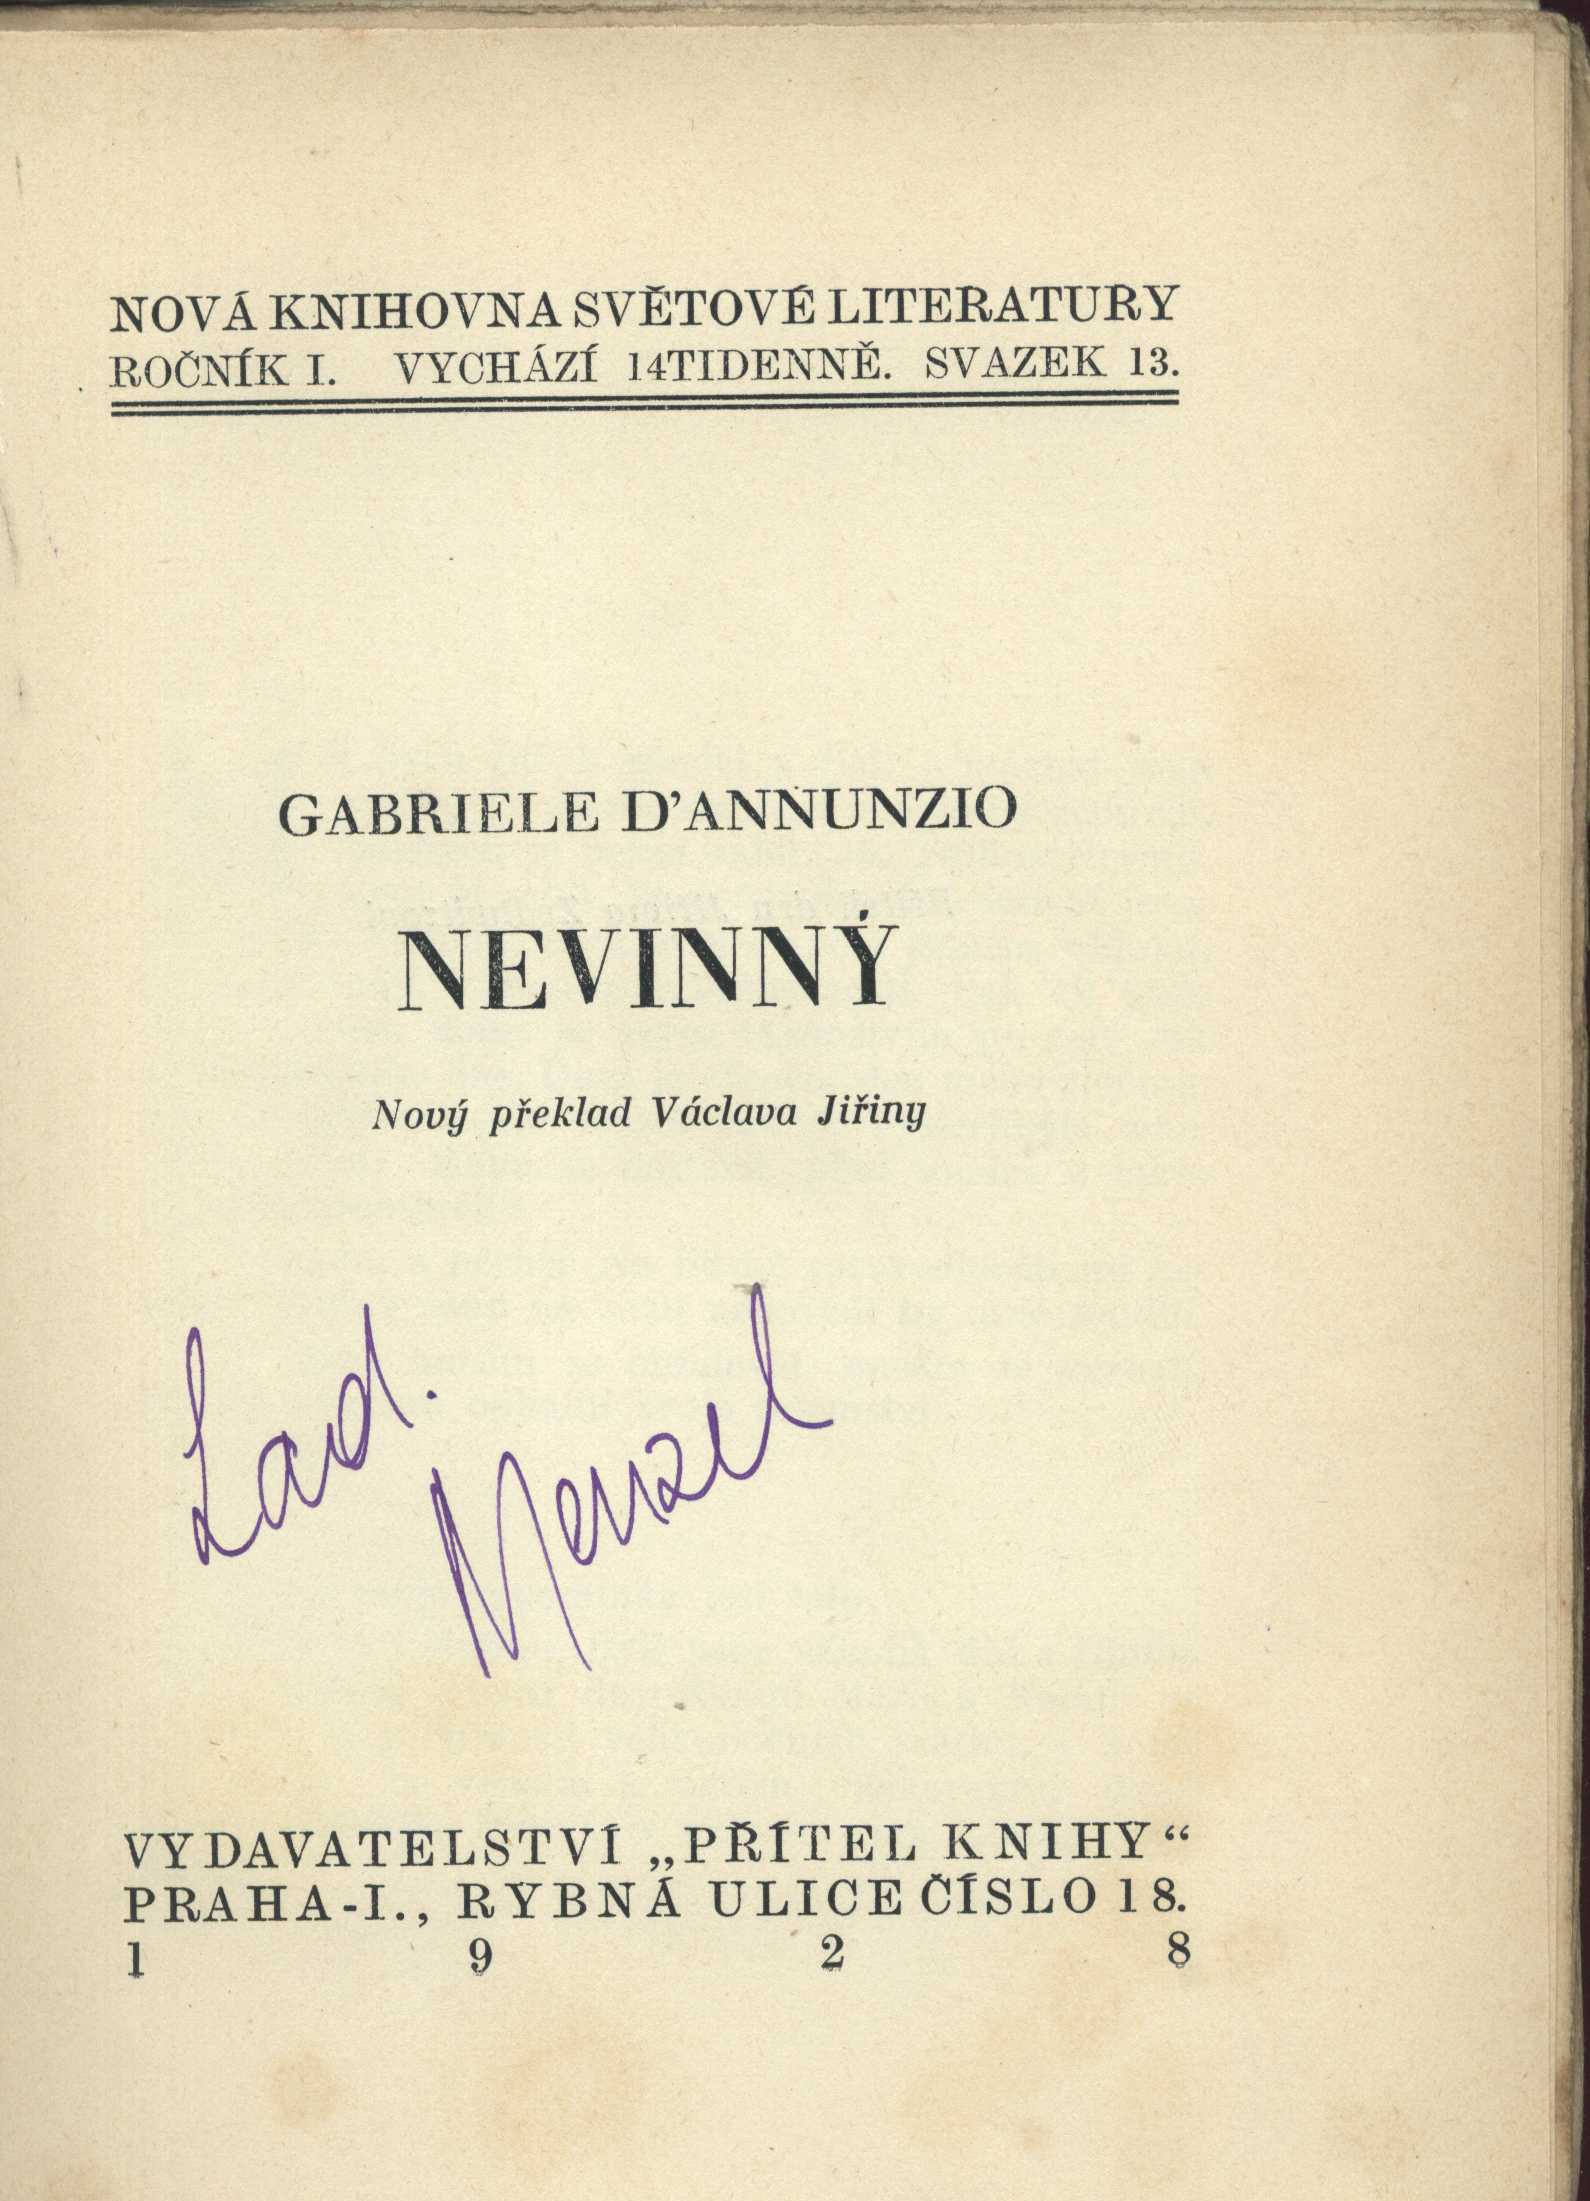 NOVÁ KNIHOVNA SVĚTOVÉ LITERATURY
ROČNÍK I. VYCHÁZÍ 14TIDENNĚ. SVAZEK 13.
GABRIELE D’ANNUNZIO
NEVINNÝ
Nový překlad Václava Jiřiny
Lad.
Menzel
VYDAVATELSTVÍ „PŘÍTEL KNIHY“
PRAHA-I., RYBNÁ ULICE ČÍSLO 18.
1 9 2 8